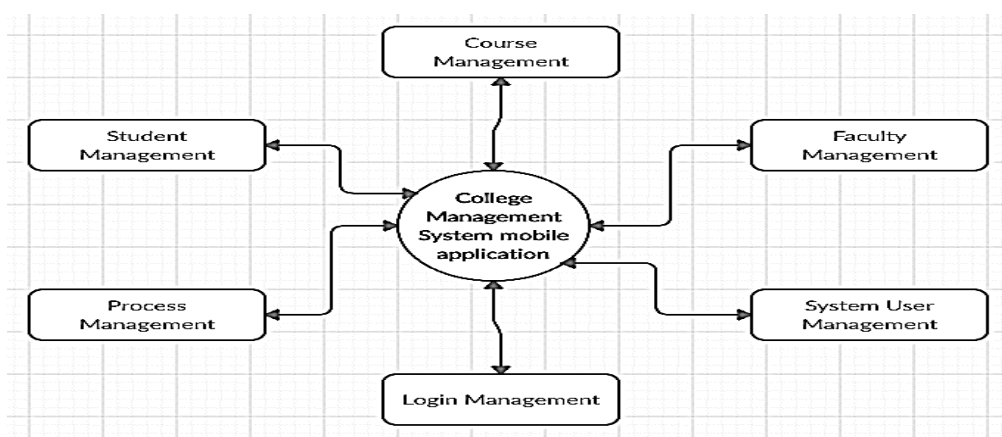 Course
Management
Student
Management
Faculty
Management
College
Management
System mobile
application
Process
Management
System User
Management
Login Management